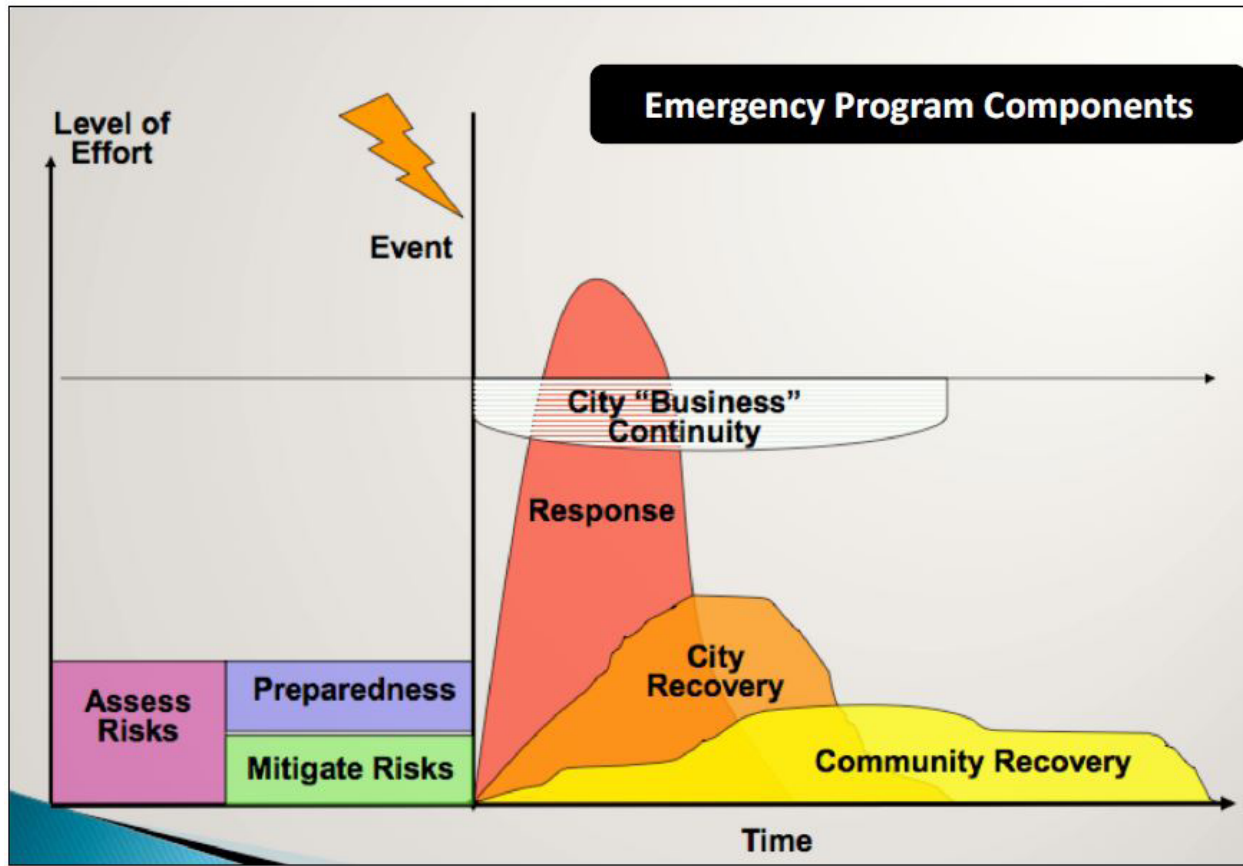 Emergency Program Components
Level of
Effort
Event
City “Business”
Continuity
Response
City
Recovery
Assess
Risks
Preparedness
Mitigate Risks
Community Recovery
Time